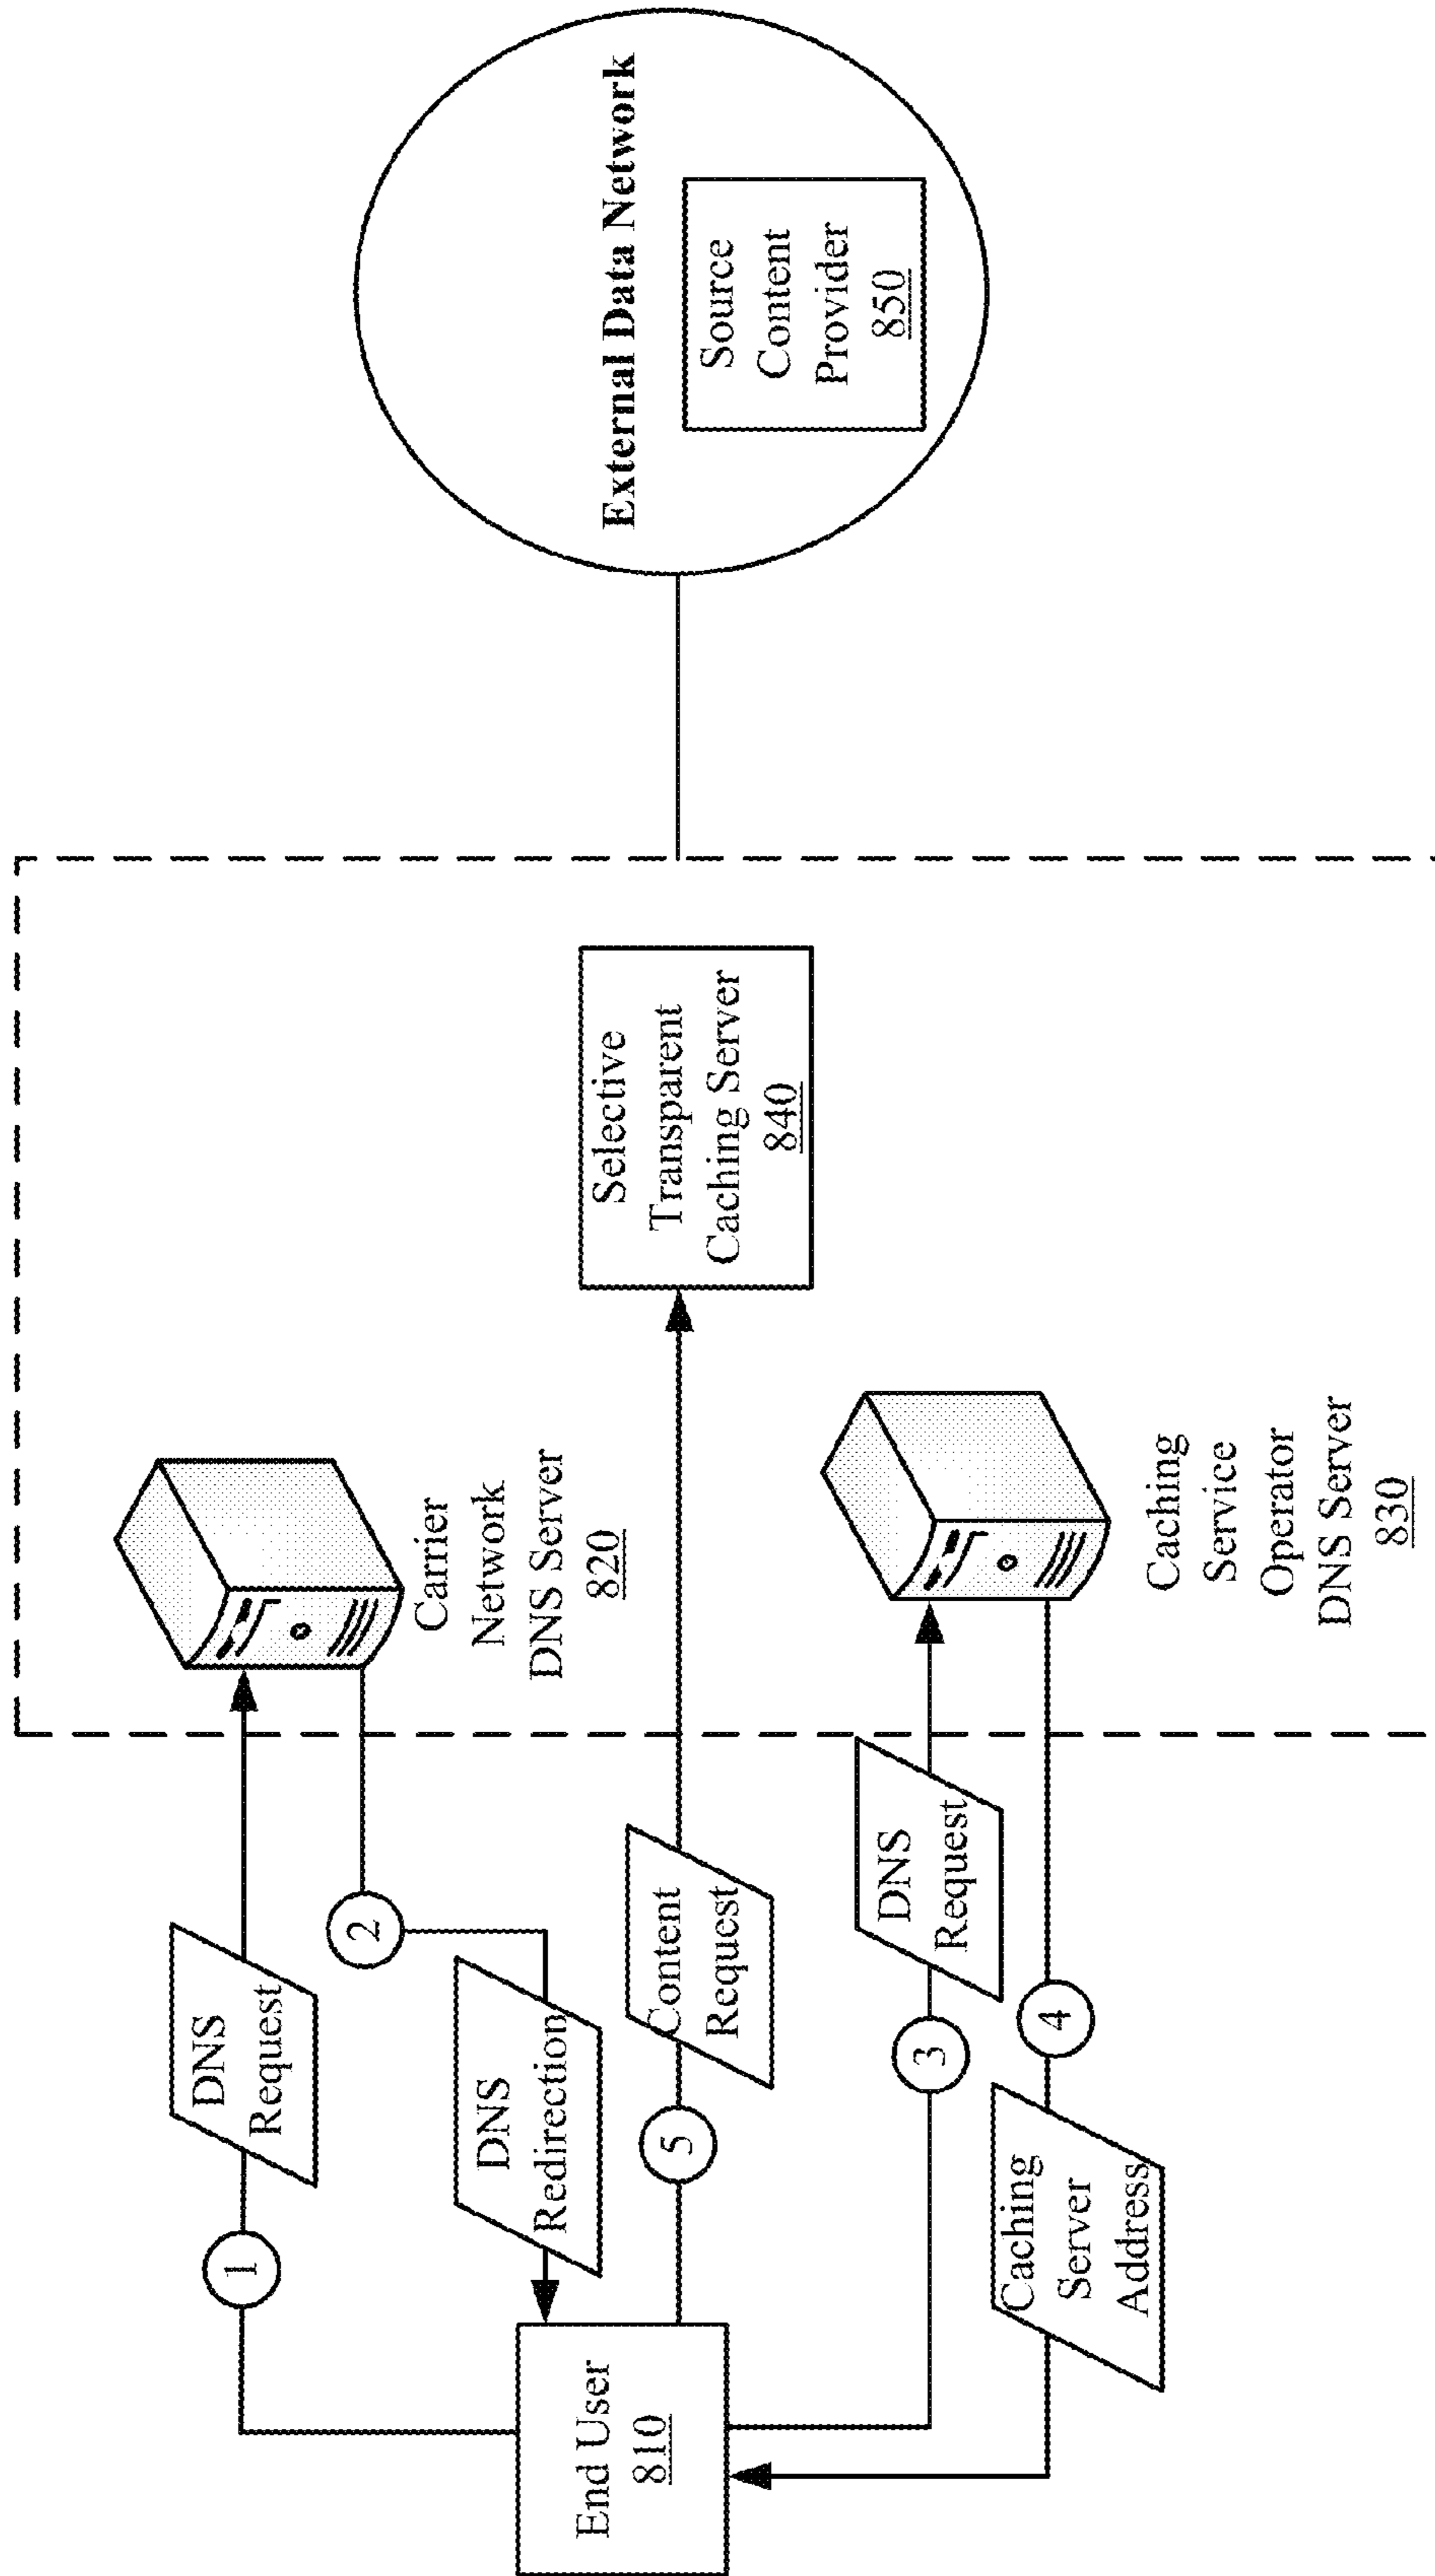 1
DNS
Request
2
DNS
Redirection
5
Content
Request
3
DNS
Request
4
Caching
Server
Address
End User
810
Carrier
Network
DNS Server
820
Selective
Transparent
Caching Server
840
Caching
Service
Operator
DNS Server
830
External Data Network
Source
Content
Provider
850